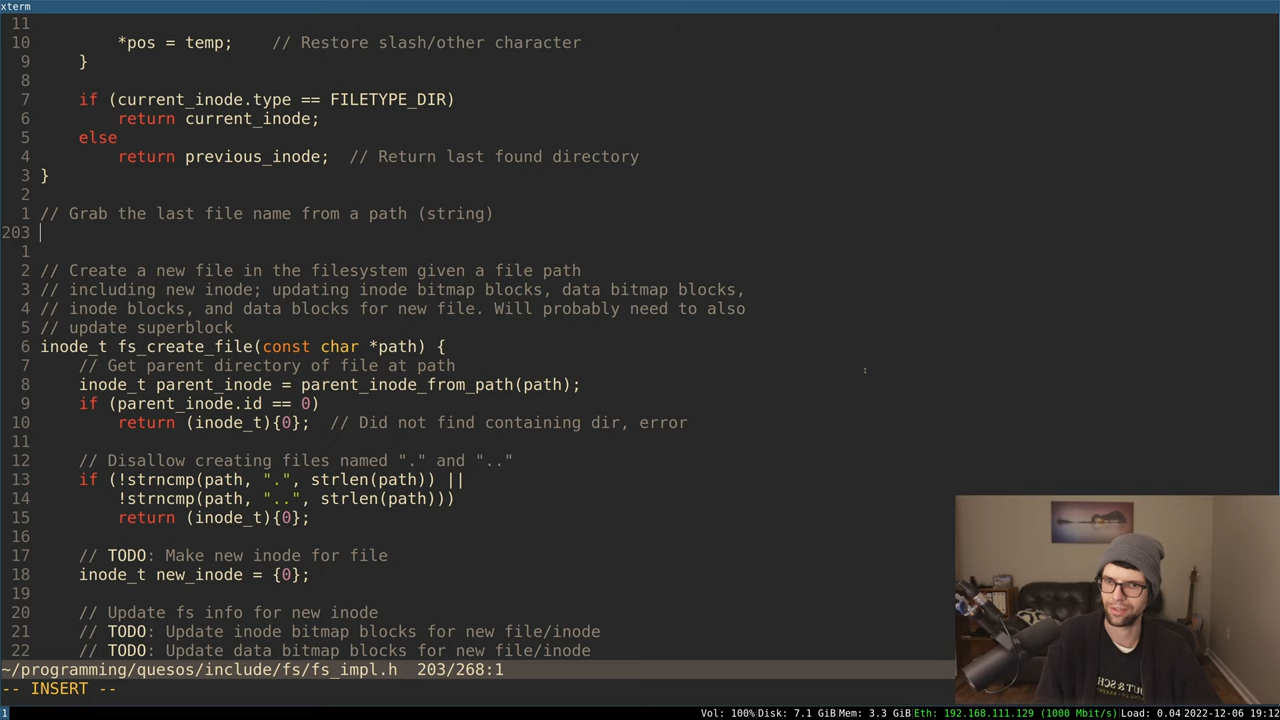 xterm
11
10         *pos = temp;    // Restore slash/other character
9     }
8
7     if (current_inode.type == FILETYPE_DIR)
6         return current_inode;
5     else
4         return previous_inode;  // Return last found directory
3 }
2
1 // Grab the last file name from a path (string)
203
1
2 // Create a new file in the filesystem given a file path
3 // including new inode; updating inode bitmap blocks, data bitmap blocks,
4 // inode blocks, and data blocks for new file. Will probably need to also
5 // update superblock
6 inode_t fs_create_file(const char *path) {
7     // Get parent directory of file at path
8     inode_t parent_inode = parent_inode_from_path(path);
9     if (parent_inode.id == 0)
10         return (inode_t){0};  // Did not find containing dir, error
11
12     // Disallow creating files named "." and ".."
13     if (!strncmp(path, ".", strlen(path)) ||
14         !strncmp(path, "..", strlen(path)))
15         return (inode_t){0};
16
17     // TODO: Make new inode for file
18     inode_t new_inode = {0};
19
20     // Update fs info for new inode
21     // TODO: Update inode bitmap blocks for new file/inode
22     // TODO: Update data bitmap blocks for new file/inode
~/programming/quesos/include/fs/fs_impl.h  203/268:1
-- INSERT --
1 Vol: 100% Disk: 7.1 GiB Mem: 3.3 GiB Eth: 192.168.111.129 (1000 Mbit/s) Load: 0.04 2022-12-06 19:12